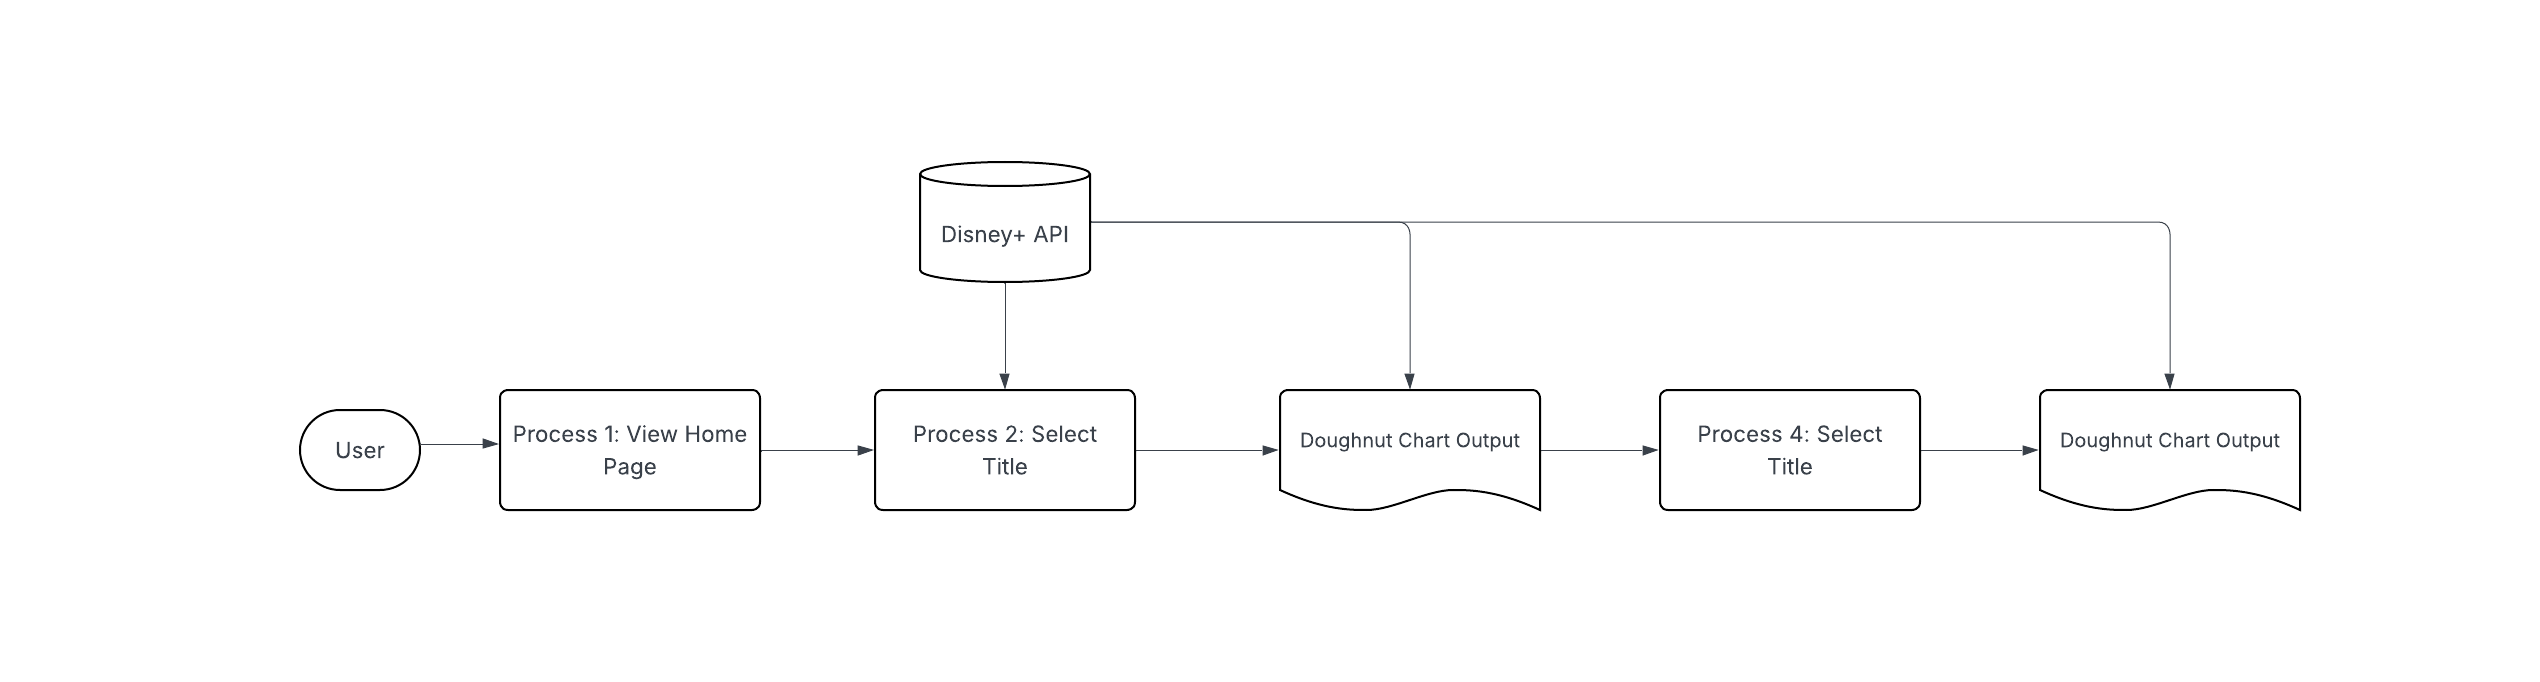 Disney+ API
User
Process 1: View Home
Page
Process 2: Select
Title
Doughnut Chart Output
Process 4: Select
Title
Doughnut Chart Output